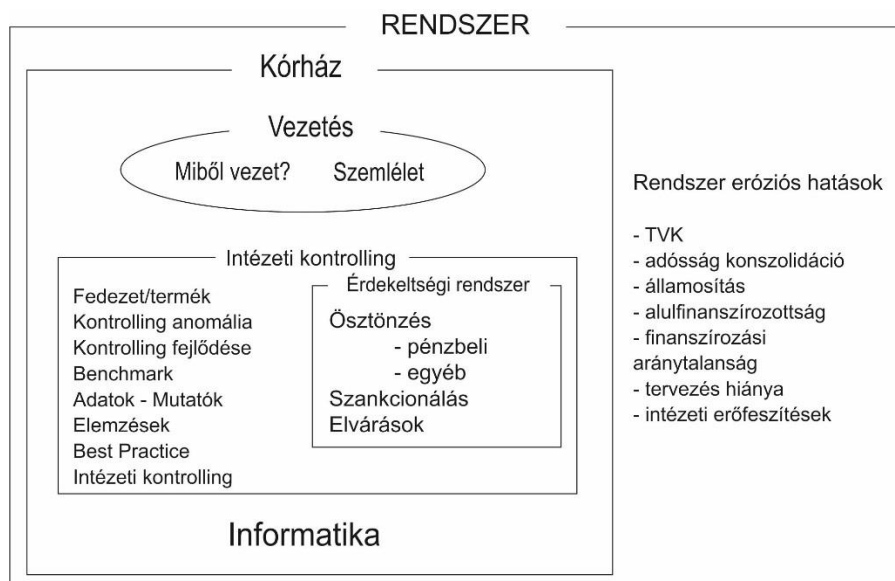 RENDSZER
Kórház
Vezetés
Miből vezet? Szemlélet
Intézeti kontrolling
Fedezet/termék
Kontrolling anomália
Kontrolling fejlődése
Benchmark
Adatok - Mutatók
Elemzések
Best Practice
Intézeti kontrolling
Érdekeltségi rendszer
Ösztönzés
- pénzbeli
- egyéb
Szankcionálás
Elvárások
Informatika
Rendszer eróziós hatások
- TVK
- adósság konszolidáció
- államosítás
- alulfinanszírozottság
- finanszírozási
aránytalanság
- tervezés hiánya
- intézeti erőfeszítések